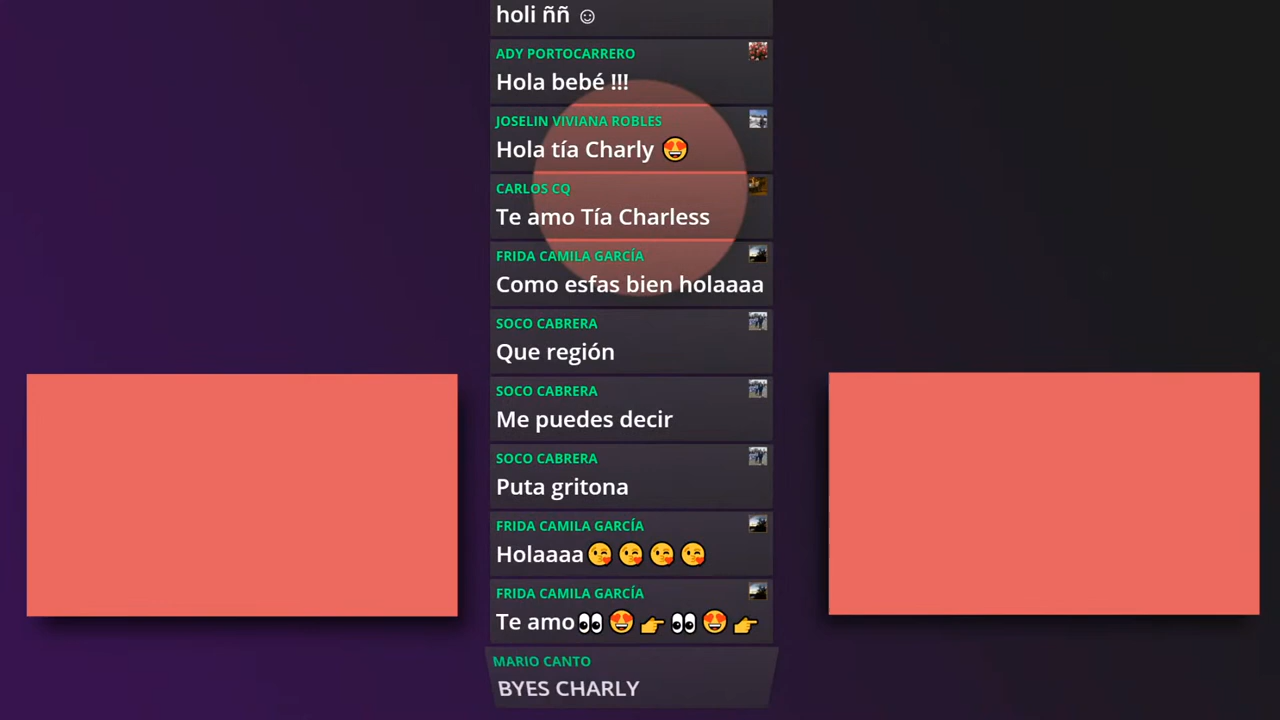 holi ññ ☺
ADY PORTOCARRERO
Hola bebé !!!
JOSELIN VIVIANA ROBLES
Hola tía Charly 😍
CARLOS CQ
Te amo Tía Charless
FRIDA CAMILA GARCÍA
Como esfas bien holaaaa
SOCO CABRERA
Que región
SOCO CABRERA
Me puedes decir
SOCO CABRERA
Puta gritona
FRIDA CAMILA GARCÍA
Holaaaa😘😘😘😘
FRIDA CAMILA GARCÍA
Te amo👀😍👉👀😍👉
MARIO CANTO
BYES CHARLY